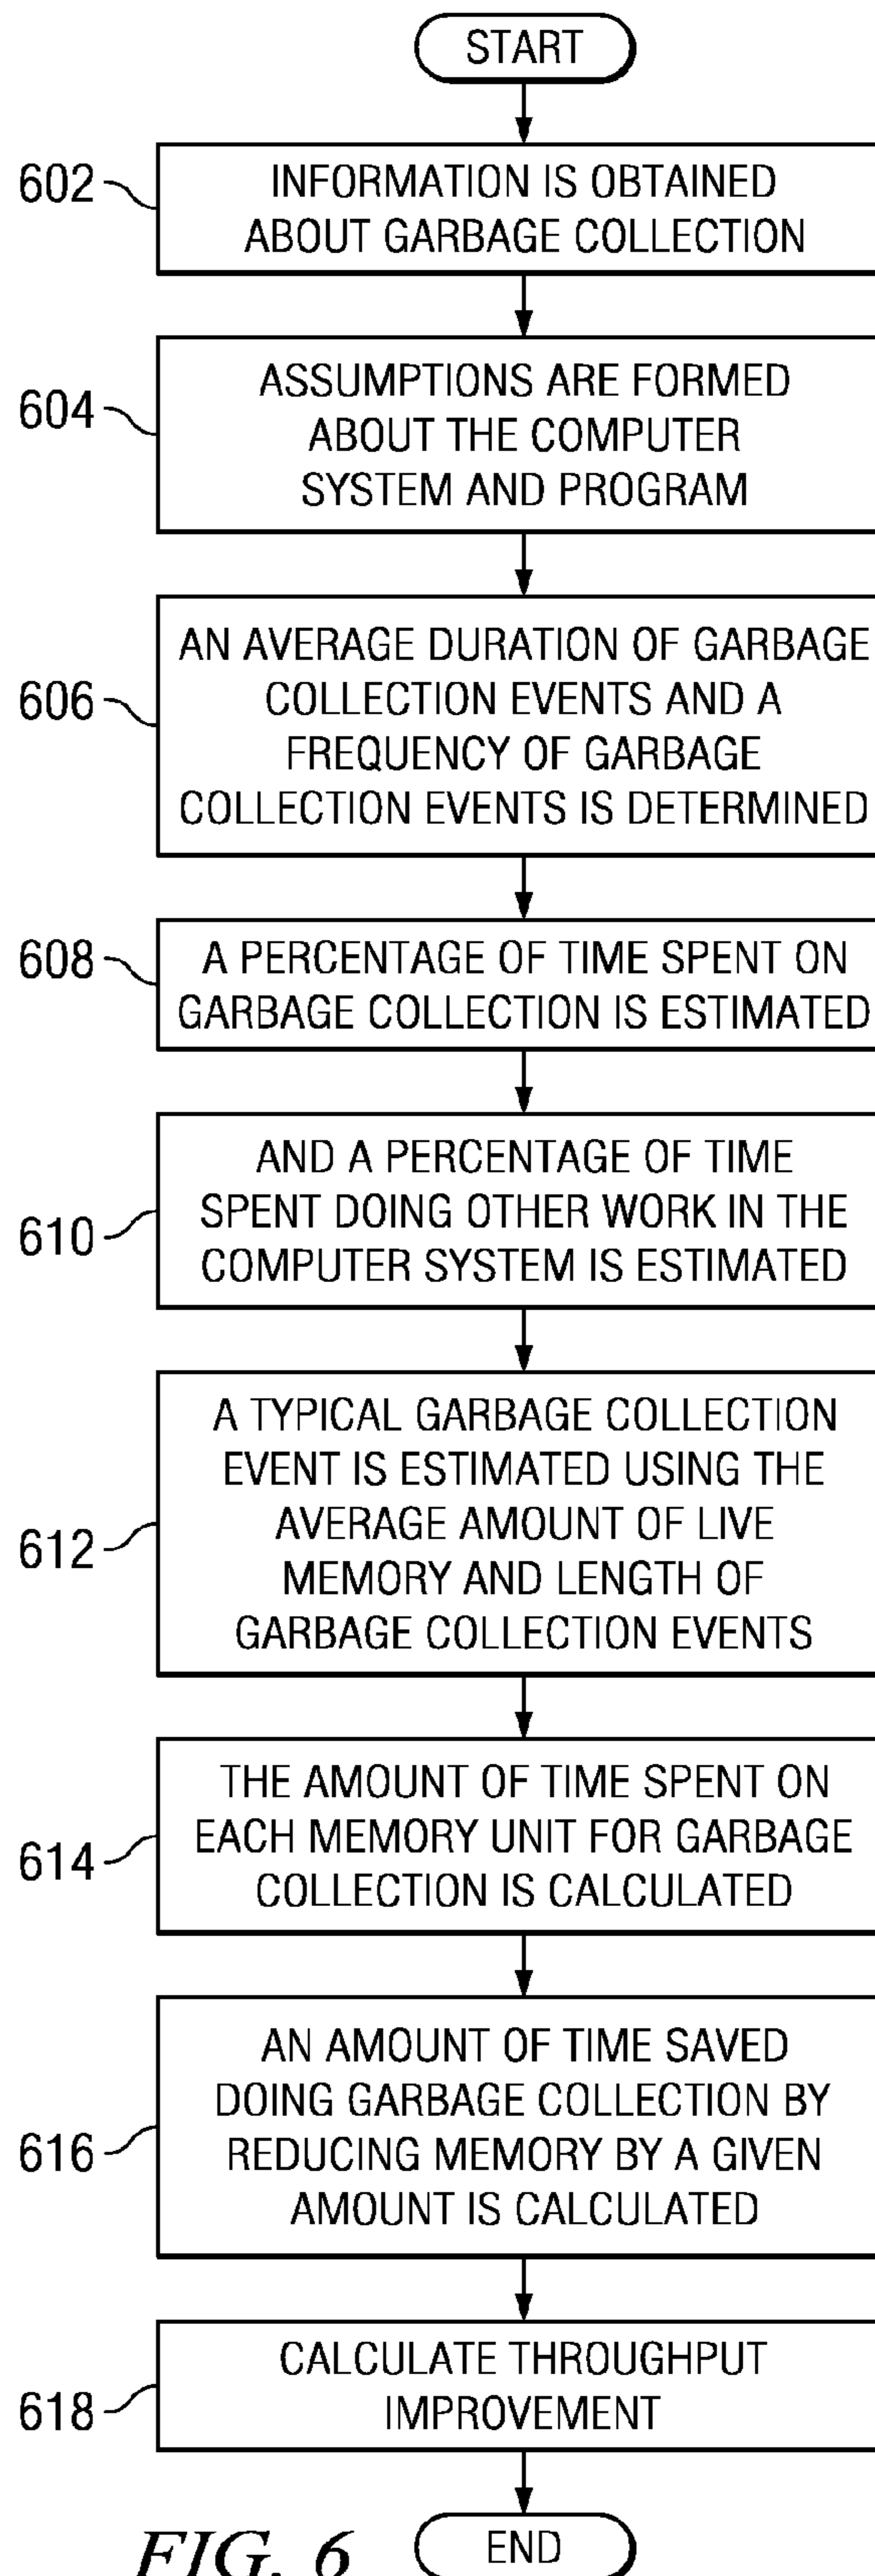 START
602
INFORMATION IS OBTAINED
ABOUT GARBAGE COLLECTION
604
ASSUMPTIONS ARE FORMED
ABOUT THE COMPUTER
SYSTEM AND PROGRAM
606
AN AVERAGE DURATION OF GARBAGE
COLLECTION EVENTS AND A
FREQUENCY OF GARBAGE
COLLECTION EVENTS IS DETERMINED
608
A PERCENTAGE OF TIME SPENT ON
GARBAGE COLLECTION IS ESTIMATED
610
AND A PERCENTAGE OF TIME
SPENT DOING OTHER WORK IN THE
COMPUTER SYSTEM IS ESTIMATED
612
A TYPICAL GARBAGE COLLECTION
EVENT IS ESTIMATED USING THE
AVERAGE AMOUNT OF LIVE
MEMORY AND LENGTH OF
GARBAGE COLLECTION EVENTS
614
THE AMOUNT OF TIME SPENT ON
EACH MEMORY UNIT FOR GARBAGE
COLLECTION IS CALCULATED
616
AN AMOUNT OF TIME SAVED
DOING GARBAGE COLLECTION BY
REDUCING MEMORY BY A GIVEN
AMOUNT IS CALCULATED
618
CALCULATE THROUGHPUT
IMPROVEMENT
END
FIG. 6